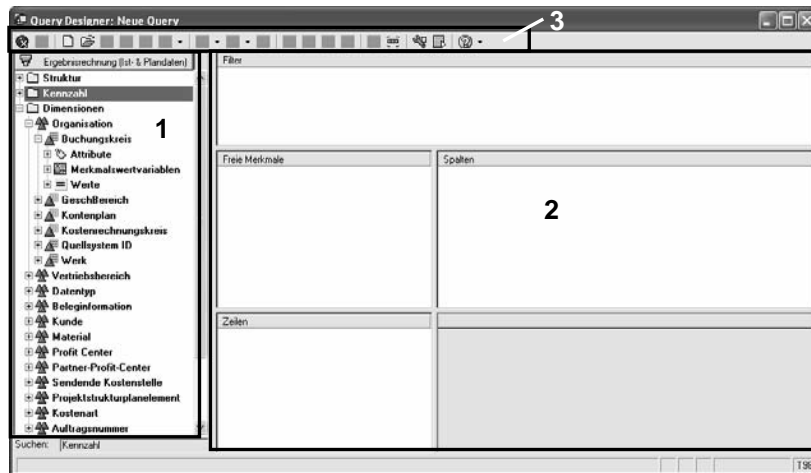 Query Designer: Neue Query
3
Ergebnisrechnung (Ist- & Plandaten)
Struktur
Kennzahl
Dimensionen
Organisation
1
Buchungskreis
Attribute
Merkmalswertvariablen
Werte
GeschBereich
Kontenplan
Kostenrechnungskreis
Quellsystem ID
Werk
Vertriebsbereich
Datentyp
Beleginformation
Kunde
Material
Profit Center
Partner-Profit-Center
Sendende Kostenstelle
Projektstrukturplanelement
Kostenart
Auftragsnummer
Suchen: Kennzahl
Filter
Freie Merkmale
Spalten
2
Zeilen